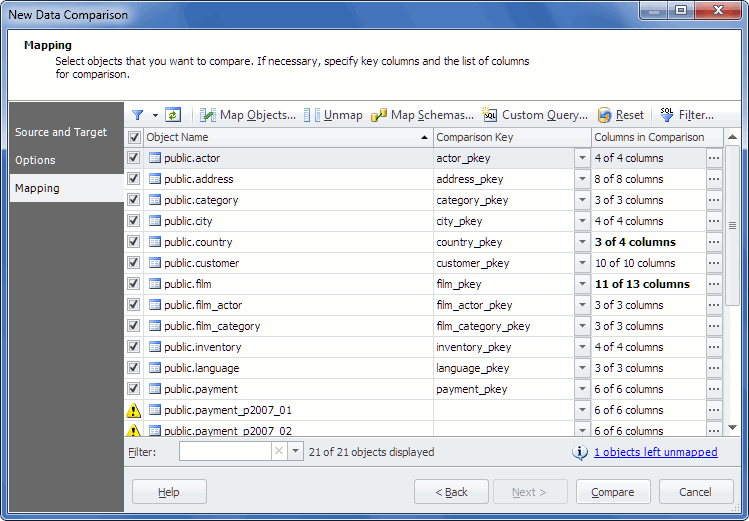 New Data Comparison
Mapping
Select objects that you want to compare. If necessary, specify key columns and the list of columns
for comparison.
Source and Target
Options
Mapping
Map Objects... Unmap Map Schemas... SQL Custom Query... Reset SQL Filter...
Object Name Comparison Key Columns in Comparison
public.actor actor_pkey 4 of 4 columns ...
public.address address_pkey 8 of 8 columns ...
public.category category_pkey 3 of 3 columns ...
public.city city_pkey 4 of 4 columns ...
public.country country_pkey 3 of 4 columns ...
public.customer customer_pkey 10 of 10 columns ...
public.film film_pkey 11 of 13 columns ...
public.film_actor film_actor_pkey 3 of 3 columns ...
public.film_category film_category_pkey 3 of 3 columns ...
public.inventory inventory_pkey 4 of 4 columns ...
public.language language_pkey 3 of 3 columns ...
public.payment payment_pkey 6 of 6 columns ...
public.payment_p2007_01 6 of 6 columns ...
public.payment_p2007_02 6 of 6 columns ...
Filter: 21 of 21 objects displayed 1 objects left unmapped
Help < Back Next > Compare Cancel